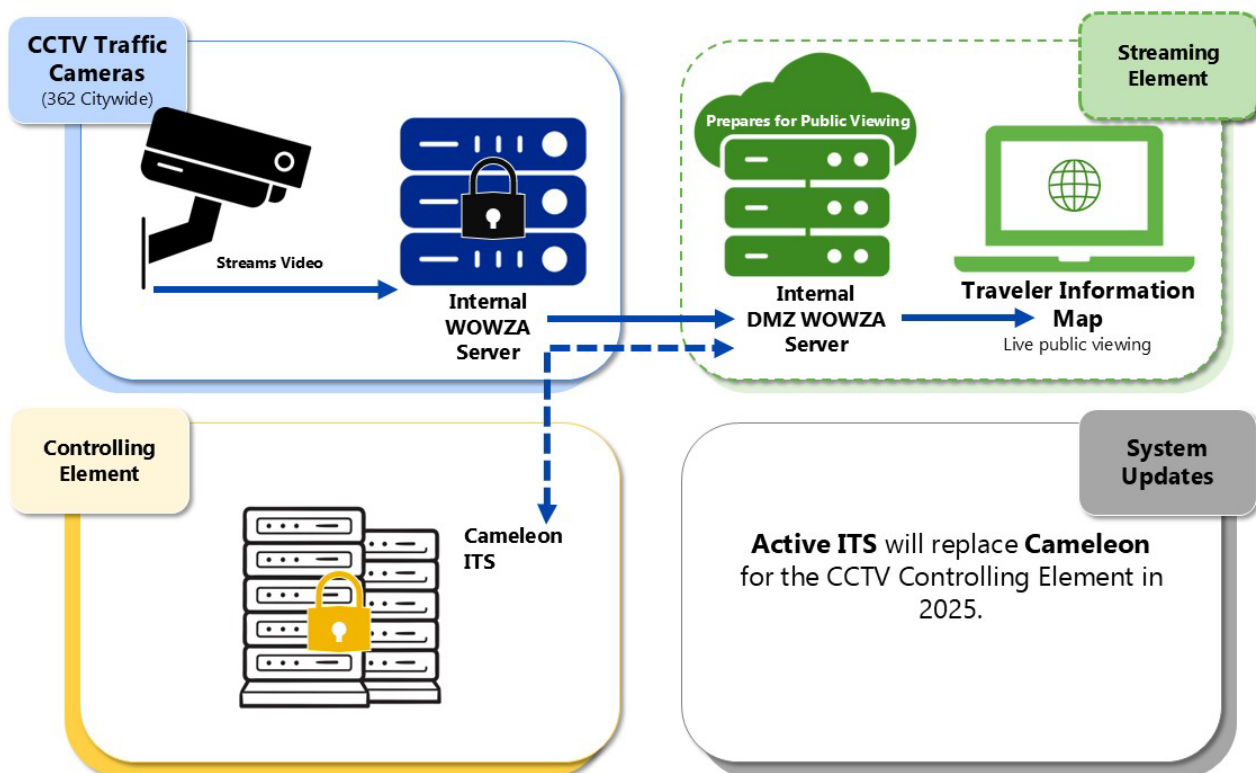 CCTV Traffic
Cameras
(362 Citywide)
Streams Video
Internal
WOWZA
Server
Streaming
Element
Prepares for Public Viewing
Internal
DMZ WOWZA
Server
Traveler Information
Map
Live public viewing
Controlling
Element
Cameleon
ITS
System
Updates
Active ITS will replace Cameleon
for the CCTV Controlling Element in
2025.